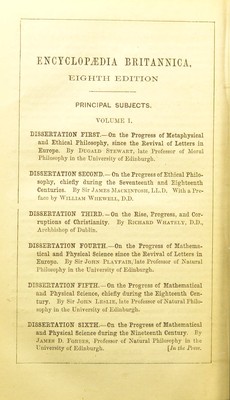 ENCYCLOPÆDIA BRITANNICA.
EIGHTH EDITION
PRINCIPAL SUBJECTS.
VOLUME I.
DISSERTATION FIRST.—On the Progress of Metaphysical
and Ethical Philosophy, since the Revival of Letters in
Europe. By DUGALD STEWART, late Professor of Moral
Philosophy in the University of Edinburgh.
DISSERTATION SECOND.—On the Progress of Ethical Philo-
sophy, chiefly during the Seventeenth and Eighteenth
Centuries. By SIR JAMES MACKINTOSH, LL.D. With a Pre-
face by WILLIAM WHEWELL, D.D.
DISSERTATION THIRD.—On the Rise, Progress, and Cor-
ruptions of Christianity. By RICHARD WHATELY, D.D.,
Archbishop of Dublin.
DISSERTATION FOURTH.—On the Progress of Mathema-
tical and Physical Science since the Revival of Letters in
Europe. By SIR JOHN PLAYFAIR, late Professor of Natural
Philosophy in the University of Edinburgh.
DISSERTATION FIFTH.—On the Progress of Mathematical
and Physical Science, chiefly during the Eighteenth Cen-
tury. By Sir JOHN LESLIE, late Professor of Natural Philo-
sophy in the University of Edinburgh.
DISSERTATION SIXTH.—On the Progress of Mathematical
and Physical Science during the Nineteenth Century. By
JAMES D. FORBES, Professor of Natural Philosophy in the
University of Edinburgh. [In the Press.